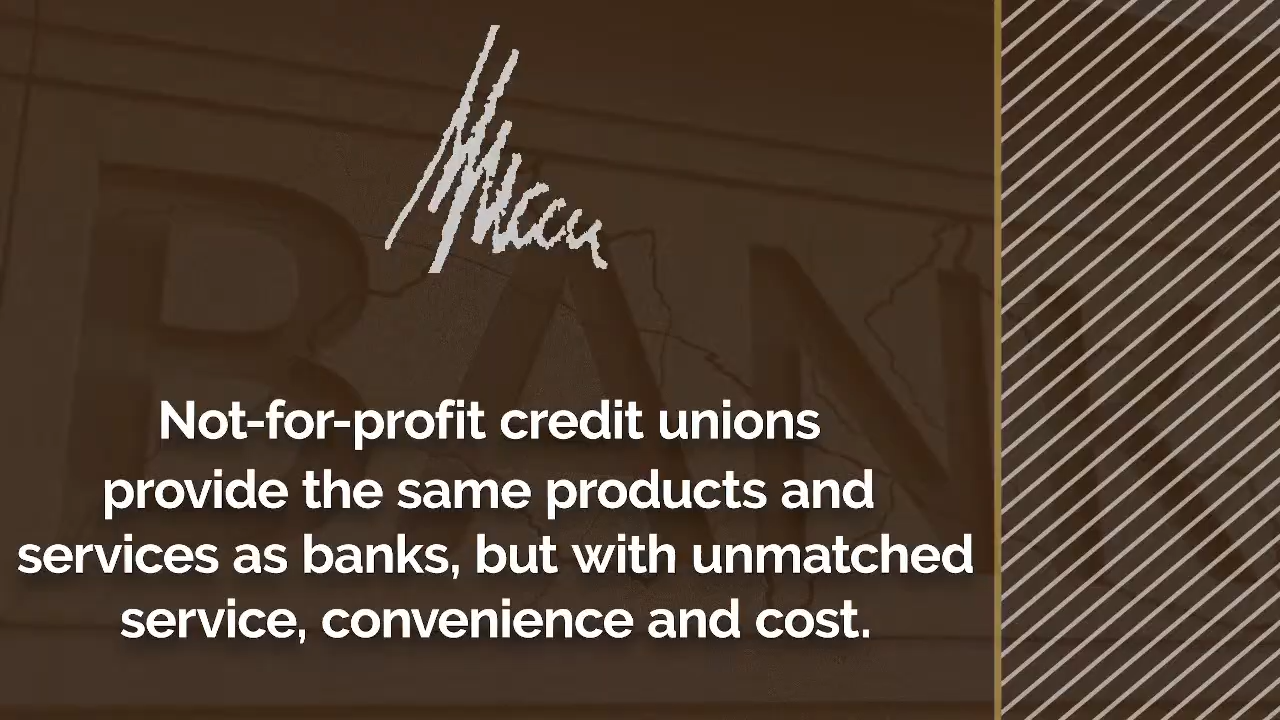 BANK
Not-for-profit credit unions
provide the same products and
services as banks, but with unmatched
service, convenience and cost.